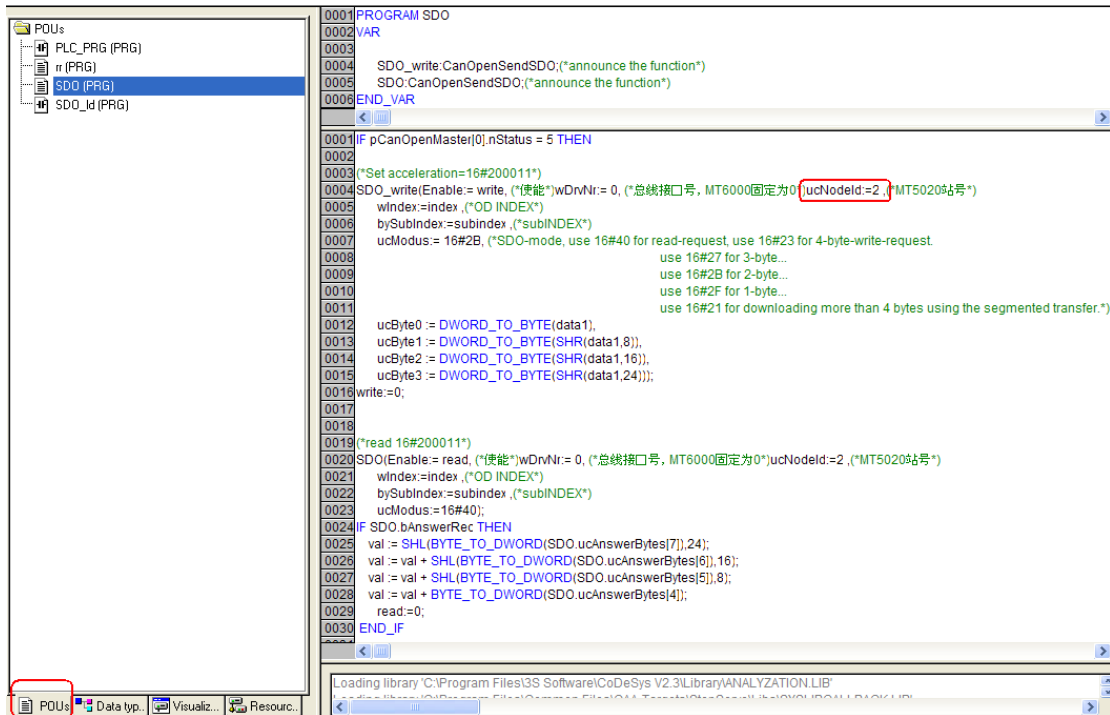 POUs
PLC_PRG (PRG)
rr (PRG)
SDO (PRG)
SDO_ld (PRG)
POUs
Data typ..
Visualiz...
Resourc..
0001 PROGRAM SDO
0002 VAR
0003
0004 SDO_write:CanOpenSendSDO;(*announce the function*)
0005 SDO:CanOpenSendSDO;(*announce the function*)
0006 END_VAR
0001 IF pCanOpenMaster[0].nStatus = 5 THEN
0002
0003 (*Set acceleration=16#200011*)
0004 SDO_write(Enable:= write, (*使能*)wDrvNr:= 0, (*总线接口号，MT6000固定为0*)ucNodeId:=2 ,(*MT5020站号*)
0005 wIndex:=index ,(*OD INDEX*)
0006 bySubIndex:=subindex ,(*subINDEX*)
0007 ucModus:= 16#2B, (*SDO-mode, use 16#40 for read-request, use 16#23 for 4-byte-write-request.
0008 use 16#27 for 3-byte...
0009 use 16#2B for 2-byte...
0010 use 16#2F for 1-byte...
0011 use 16#21 for downloading more than 4 bytes using the segmented transfer.*)
0012 ucByte0 := DWORD_TO_BYTE(data1),
0013 ucByte1 := DWORD_TO_BYTE(SHR(data1,8)),
0014 ucByte2 := DWORD_TO_BYTE(SHR(data1,16)),
0015 ucByte3 := DWORD_TO_BYTE(SHR(data1,24)));
0016 write:=0;
0017
0018
0019 (*read 16#200011*)
0020 SDO(Enable:= read, (*使能*)wDrvNr:= 0, (*总线接口号，MT6000固定为0*)ucNodeId:=2 ,(*MT5020站号*)
0021 wIndex:=index ,(*OD INDEX*)
0022 bySubIndex:=subindex ,(*subINDEX*)
0023 ucModus:=16#40);
0024 IF SDO.bAnswerRec THEN
0025 val := SHL(BYTE_TO_DWORD(SDO.ucAnswerBytes[7]),24);
0026 val := val + SHL(BYTE_TO_DWORD(SDO.ucAnswerBytes[6]),16);
0027 val := val + SHL(BYTE_TO_DWORD(SDO.ucAnswerBytes[5]),8);
0028 val := val + BYTE_TO_DWORD(SDO.ucAnswerBytes[4]);
0029 read:=0;
0030 END_IF
Loading library 'C:\Program Files\3S Software\CoDeSys V2.3\Library\ANALYZATION.LIB'